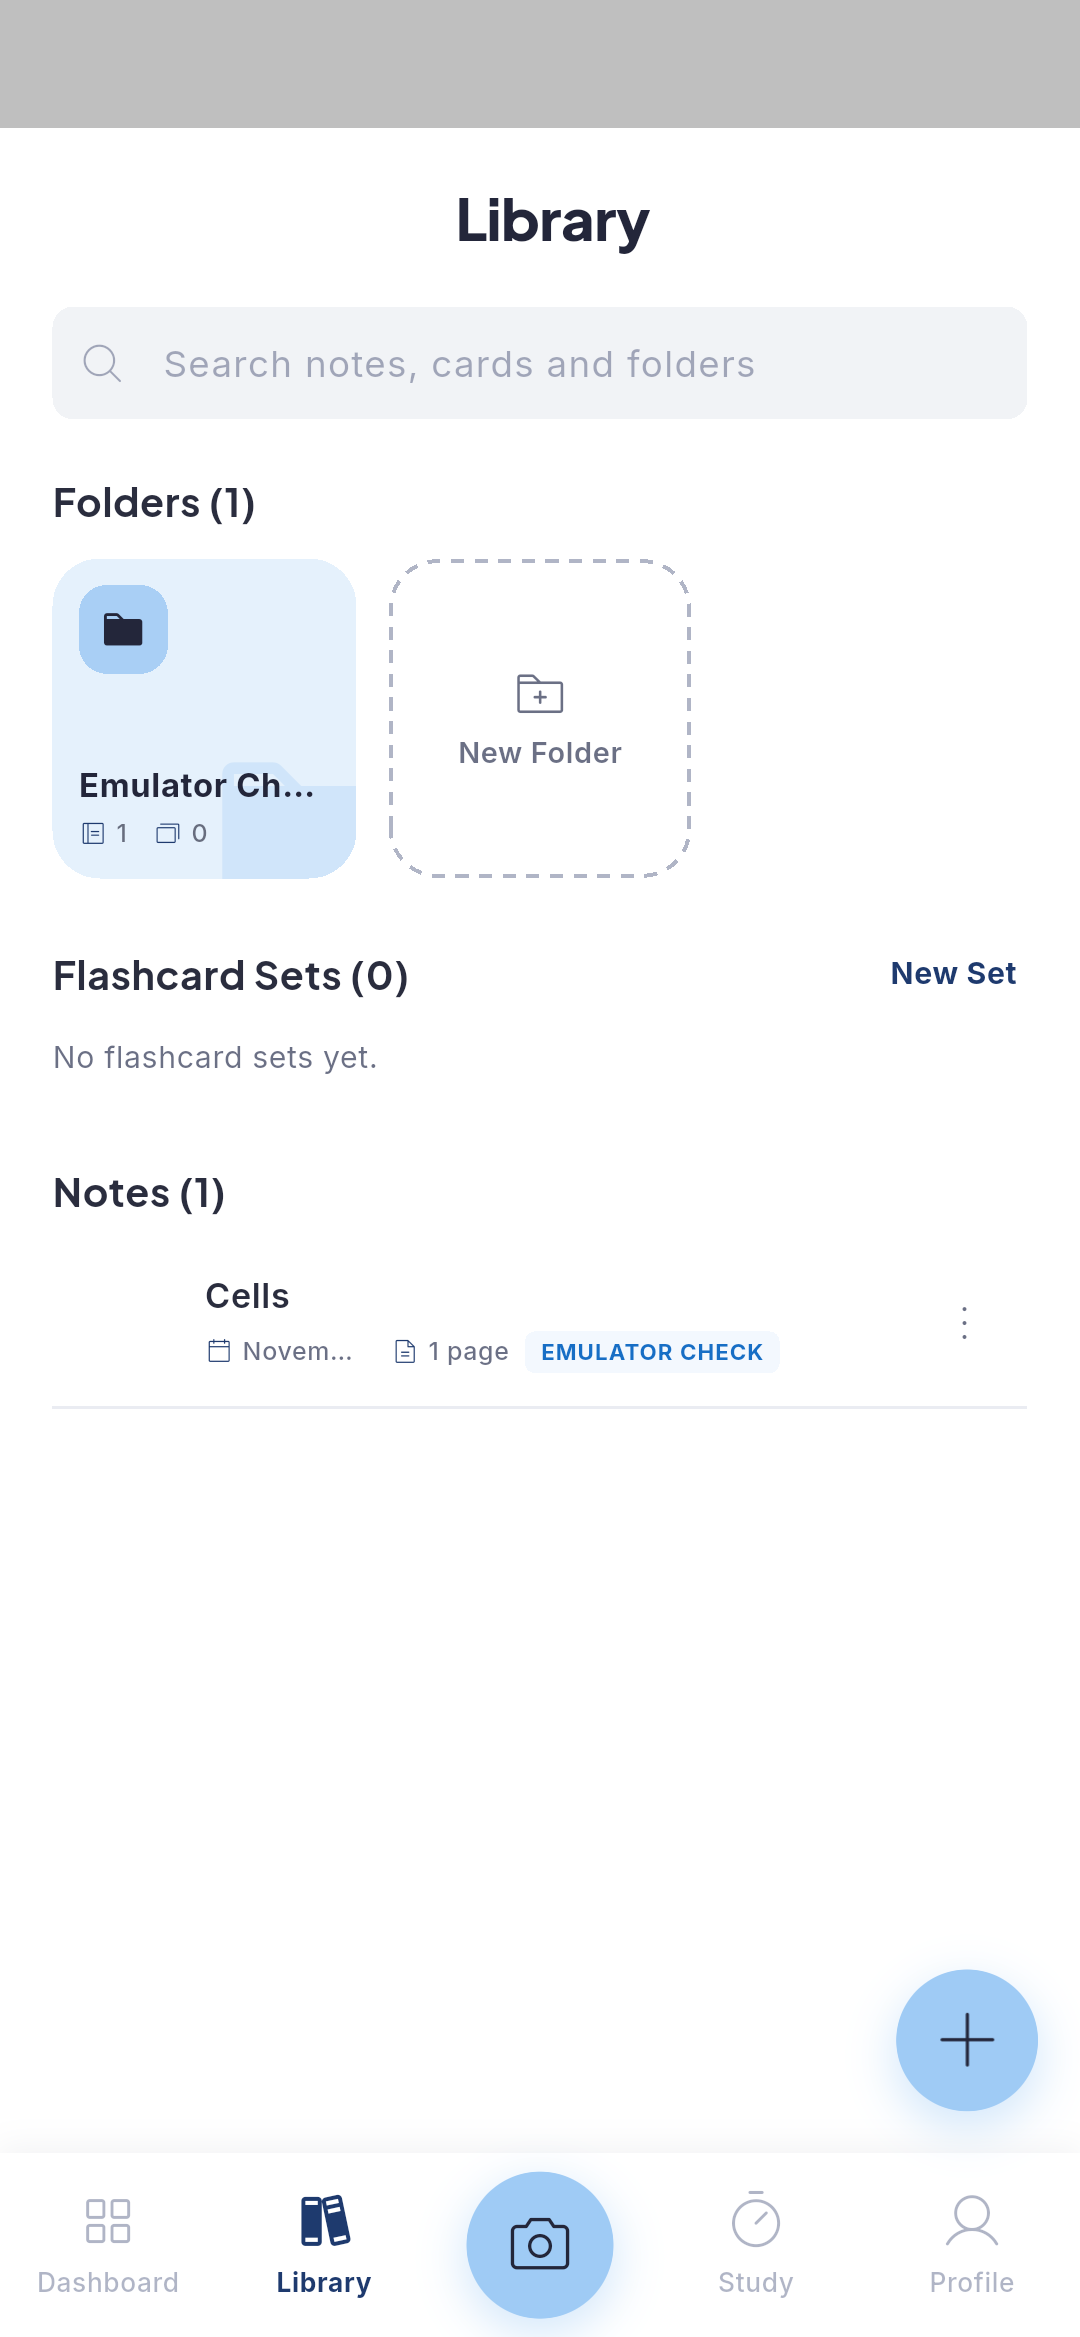 Library
Search notes, cards and folders
Folders (1)
Emulator Ch...
1 0
New Folder
Flashcard Sets (0)
New Set
No flashcard sets yet.
Notes (1)
Cells
Novem... 1 page EMULATOR CHECK
Dashboard Library Study Profile